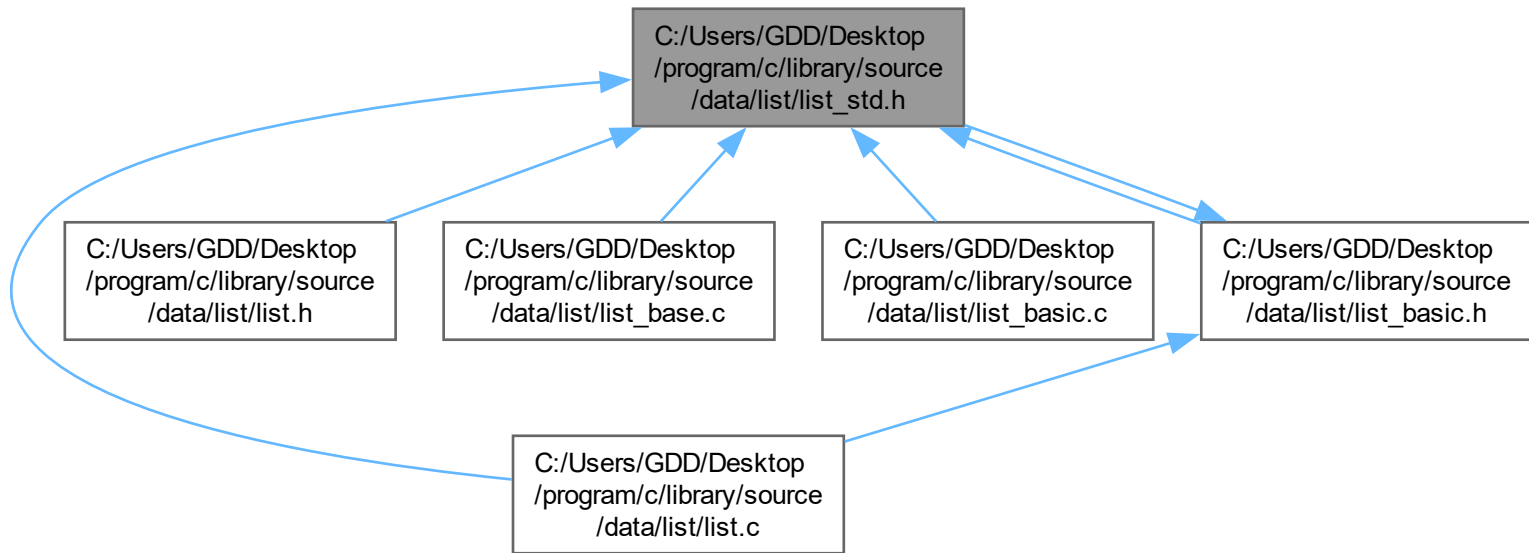 C:/Users/GDD/Desktop
/program/c/library/source
/data/list/list_std.h
C:/Users/GDD/Desktop
/program/c/library/source
/data/list/list.h
C:/Users/GDD/Desktop
/program/c/library/source
/data/list/list_base.c
C:/Users/GDD/Desktop
/program/c/library/source
/data/list/list_basic.c
C:/Users/GDD/Desktop
/program/c/library/source
/data/list/list_basic.h
C:/Users/GDD/Desktop
/program/c/library/source
/data/list/list.c